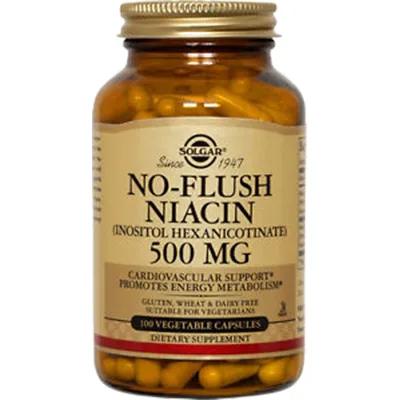 SOLGAR®
Since 1947
NO-FLUSH
NIACIN
(INOSITOL HEXANICOTINATE)
500 MG
CARDIOVASCULAR SUPPORT*
PROMOTES ENERGY METABOLISM*
GLUTEN, WHEAT & DAIRY FREE
SUITABLE FOR VEGETARIANS
100 VEGETABLE CAPSULES
DIETARY SUPPLEMENT